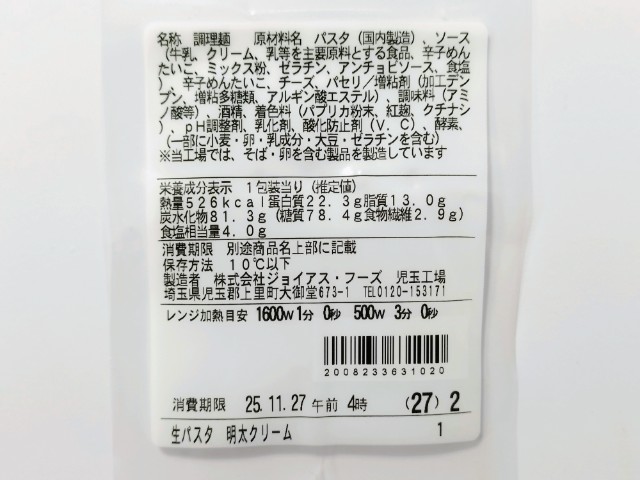 名称 調理麺 原材料名 パスタ(国内製造)、ソース
(牛乳、クリーム、乳等を主要原料とする食品、辛子めん
たいこ、ミックス粉、ゼラチン、アンチョビソース、食塩
)、辛子めんたいこ、チーズ、パセリ/増粘剤(加工デン
プン、増粘多糖類、アルギン酸エステル)、調味料(アミ
ノ酸等)、酒精、着色料(パプリカ粉末、紅麹、クチナシ
)、pH調整剤、乳化剤、酸化防止剤(V.C)、酵素、
(一部に小麦・卵・乳成分・大豆・ゼラチンを含む)
※当工場では、そば・卵を含む製品を製造しています
栄養成分表示 1包装当り(推定値)
熱量526kcal蛋白質22.3g脂質13.0g
炭水化物81.3g(糖質78.4g食物繊維2.9g)
食塩相当量4.0g
消費期限 別途商品名上部に記載
保存方法 10℃以下
製造者 株式会社ジョイアス・フーズ 児玉工場
埼玉県児玉郡上里町大御堂673-1 TEL0120-153171
レンジ加熱目安 1600W 1分 0秒 500W 3分 0秒
2008233631020
消費期限 25.11.27 午前 4時 (27) 2
生パスタ 明太クリーム 1